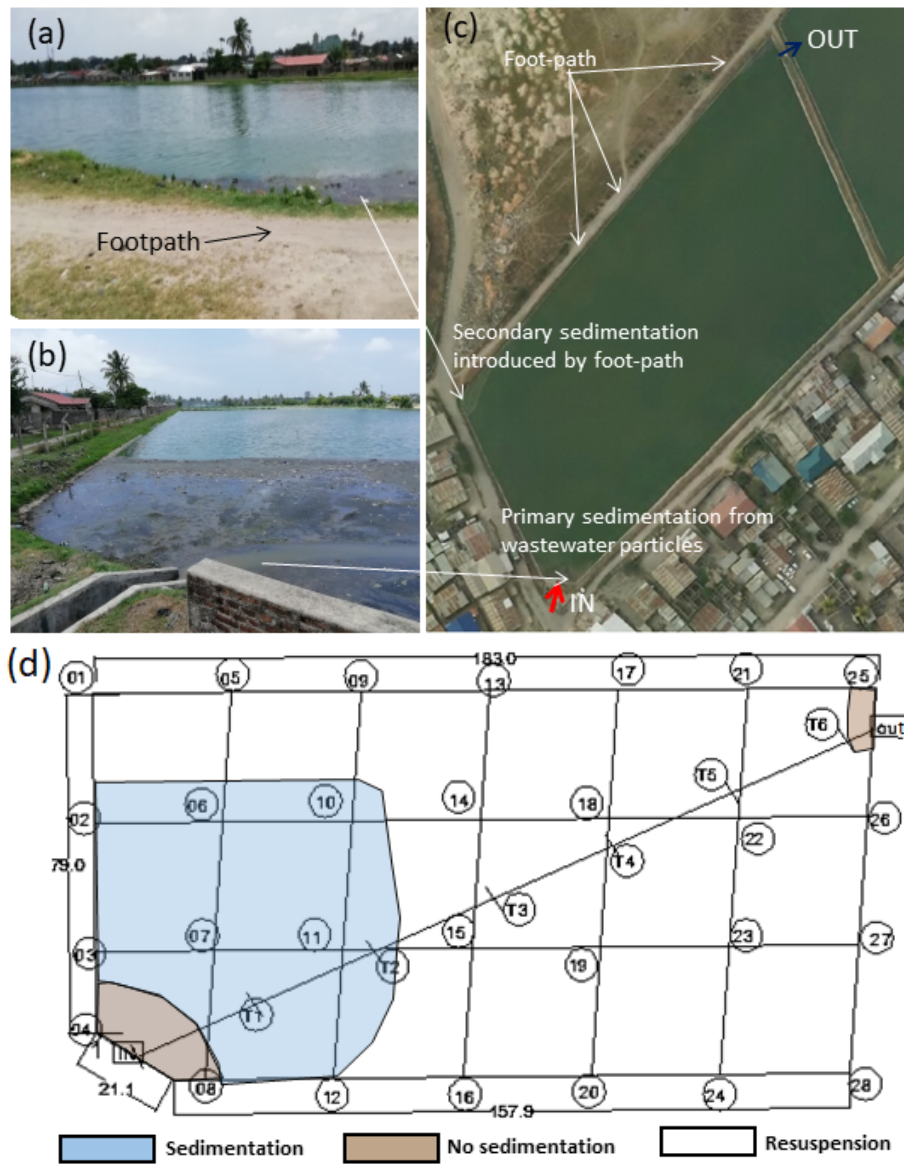 (a)
Footpath
(b)
(c)
OUT
Foot-path
Secondary sedimentation
introduced by foot-path
Primary sedimentation from
wastewater particles
IN
(d)
183.0
01
05
09
13
17
21
25
T6
out
T5
06
10
14
18
02
26
22
79.0
T4
T3
07
11
15
23
27
03
T2
19
T1
04
IN
21.1
08
12
16
20
24
28
157.9
Sedimentation
No sedimentation
Resuspension